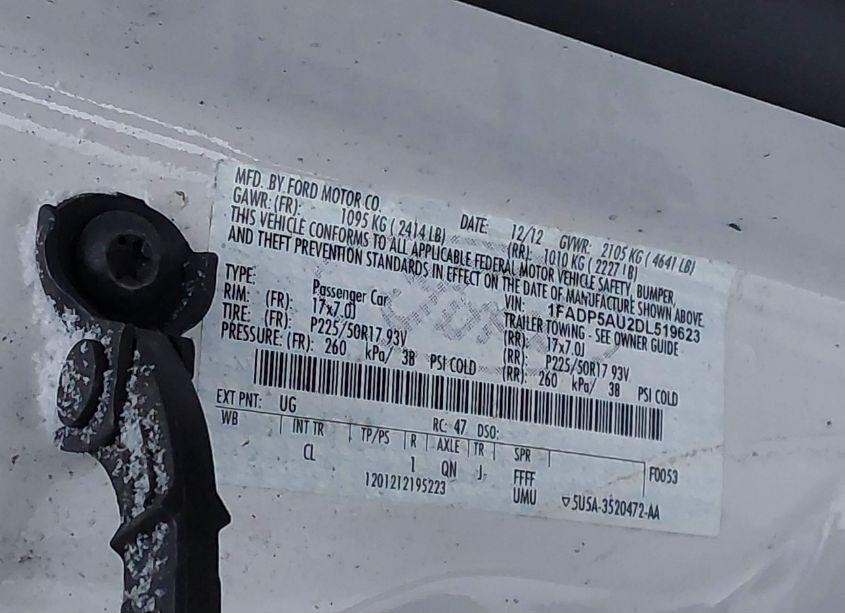 MFD. BY FORD MOTOR CO.
DATE: 12/12 GVWR: 2105 KG ( 4641 LB)
GAWR: (FR): 1095 KG ( 2414 LB) (RR): 1010 KG ( 2227 LB)
THIS VEHICLE CONFORMS TO ALL APPLICABLE FEDERAL MOTOR VEHICLE SAFETY, BUMPER,
AND THEFT PREVENTION STANDARDS IN EFFECT ON THE DATE OF MANUFACTURE SHOWN ABOVE.
VIN: 1FADP5AU2DL519623
TYPE: Passenger Car TRAILER TOWING - SEE OWNER GUIDE
RIM: (FR): 17x7.0J (RR): 17x7.0J
TIRE: (FR): P225/50R17 93V (RR): P225/50R17 93V
PRESSURE: (FR): 260 kPa/ 38 PSI COLD (RR): 260 kPa/ 38 PSI COLD
EXT PNT: UG RC: 47 DSO:
WB INT TR TP/PS R AXLE TR SPR F0053
CL 1 QN J FFFF
1201212195223 UMU ▽5U5A-3520472-AA